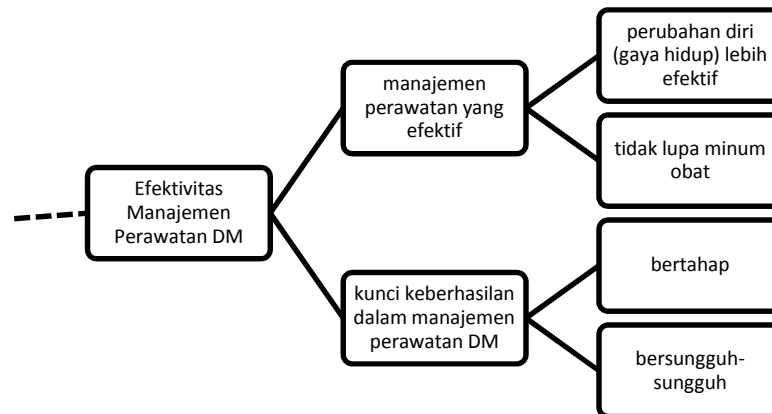 perubahan diri
(gaya hidup) lebih
efektif
manajemen
perawatan yang
efektif
tidak lupa minum
obat
Efektivitas
Manajemen
Perawatan DM
bertahap
kunci keberhasilan
dalam manajemen
perawatan DM
bersungguh-
sungguh